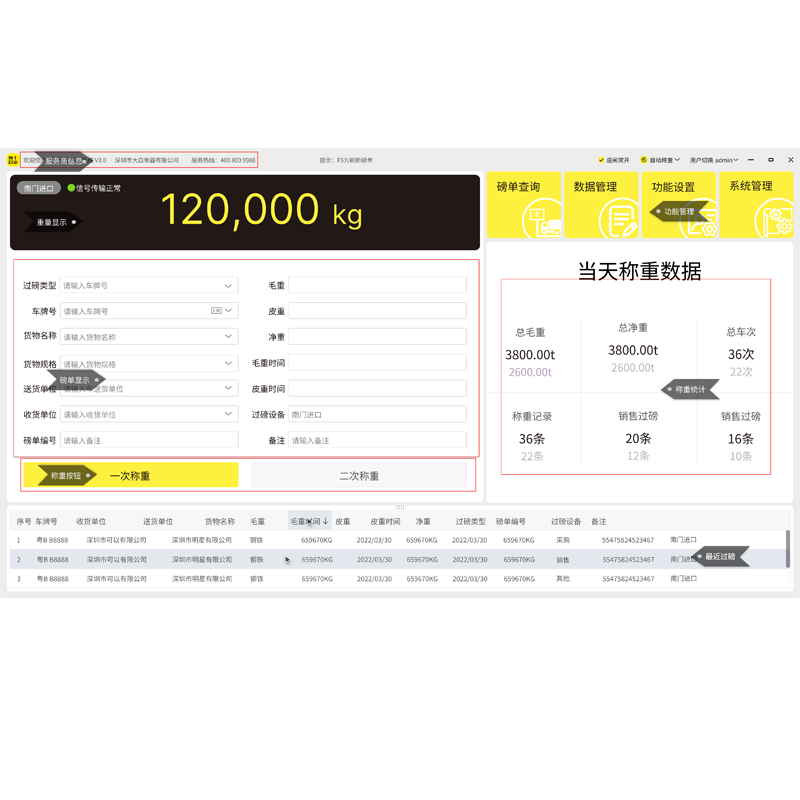 欢迎使 服务商信息 V3.0 深圳市大白衡器有限公司 服务热线：400 803 9988 提示：F5为刷新磅单 道闸常开 自动称重 用户切换 admin
南门进口 信号传输正常
120,000 kg
重量显示
磅单查询 数据管理 功能设置 系统管理
功能管理
过磅类型 请输入车牌号 毛重
车牌号 请输入车牌号 皮重
货物名称 请输入货物名称 净重
货物规格 请输入货物规格 毛重时间
磅单显示
送货单位 请输入车送货单位 皮重时间
收货单位 请输入收货单位 过磅设备 南门进口
磅单编号 请输入备注 备注 请输入备注
称重按钮 一次称重 二次称重
当天称重数据
总毛重 总净重 总车次
3800.00t 3800.00t 36次
2600.00t 2600.00t 22次
称重统计
称重记录 销售过磅 销售过磅
36条 20条 16条
22条 12条 10条
序号 车牌号 收货单位 送货单位 货物名称 毛重 毛重时间 皮重 皮重时间 净重 过磅类型 磅单编号 过磅设备 备注
1 粤B B8888 深圳市可以有限公司 深圳市明星有限公司 钢铁 659670KG 2022/03/30 659670KG 2022/03/30 659670KG 采购 55475824523467 南门进口
2 粤B B8888 深圳市可以有限公司 深圳市明星有限公司 钢铁 659670KG 2022/03/30 659670KG 2022/03/30 659670KG 销售 55475824523467 南门进口
最近过磅
3 粤B B8888 深圳市可以有限公司 深圳市明星有限公司 钢铁 659670KG 2022/03/30 659670KG 2022/03/30 659670KG 其他 55475824523467 南门进口